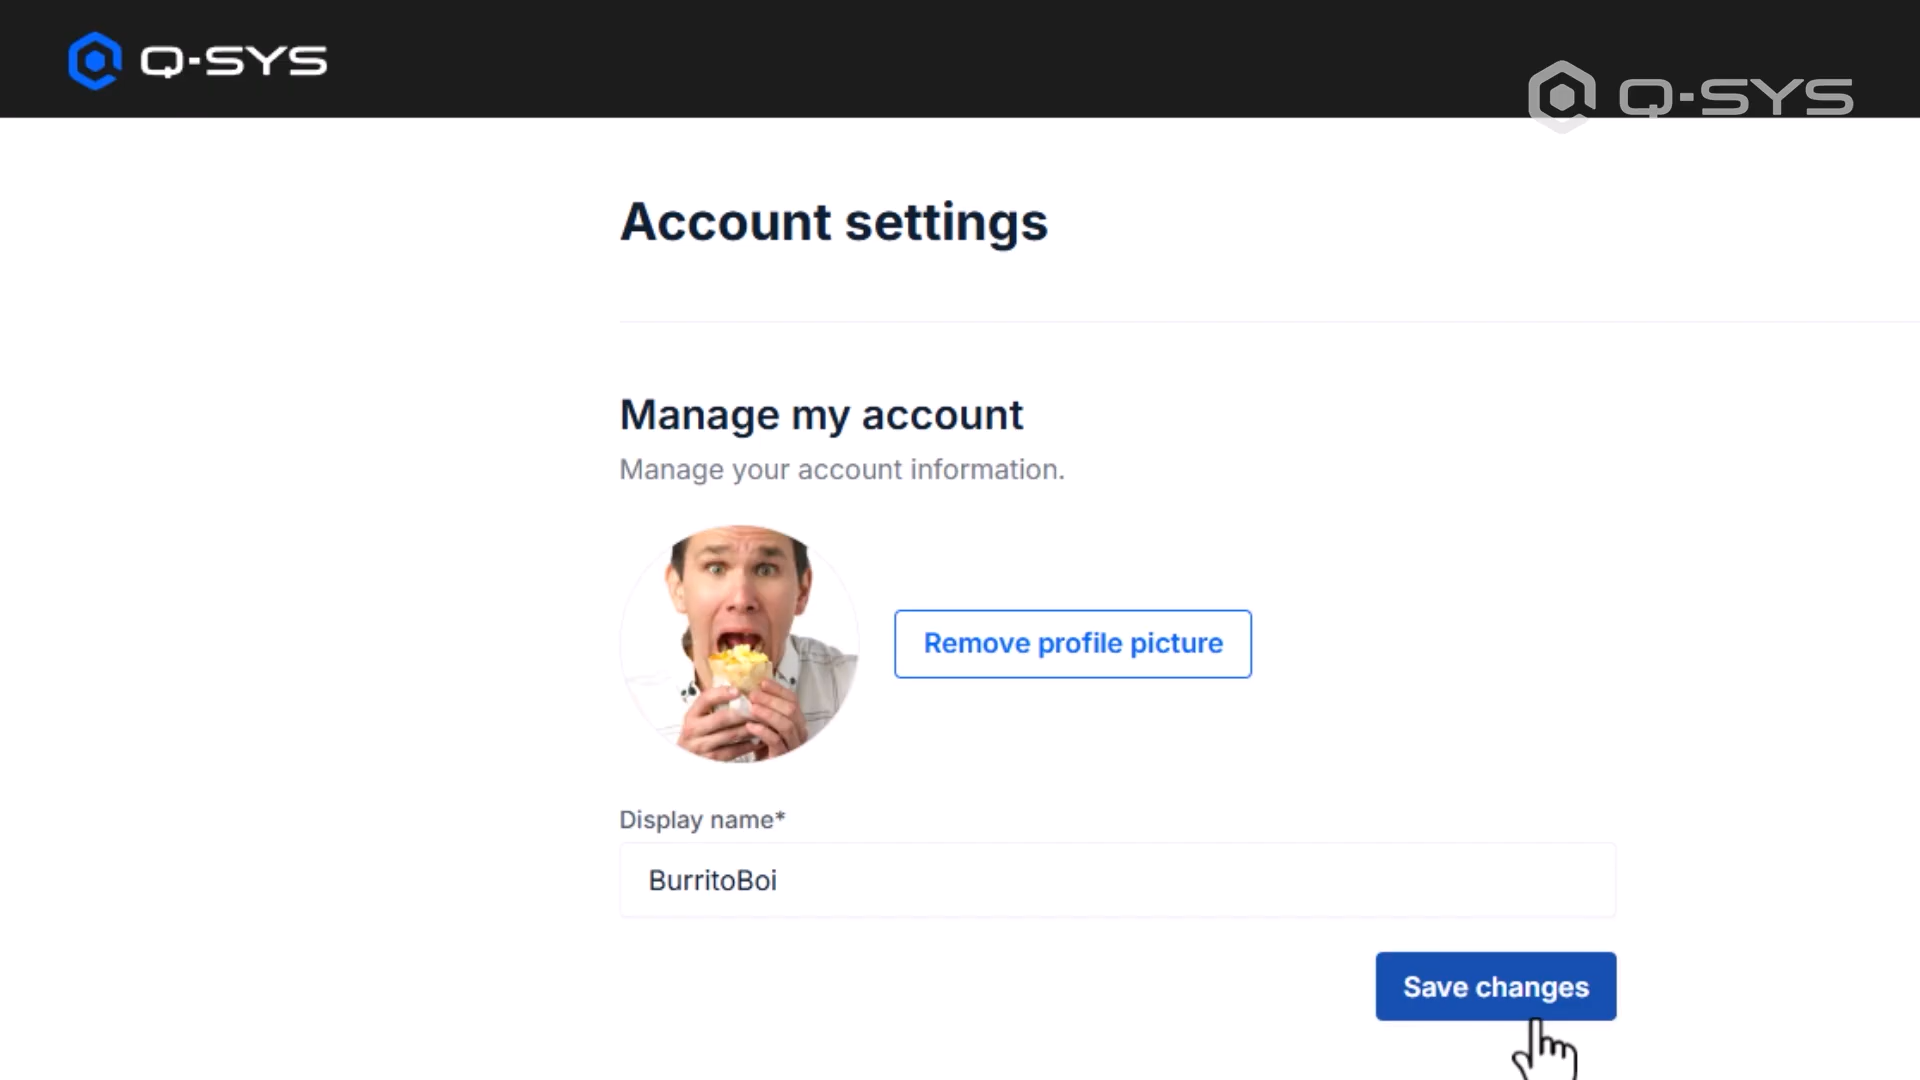 Q-SYS
Q-SYS
Account settings
Manage my account
Manage your account information.
Remove profile picture
Display name*
BurritoBoi
Save changes